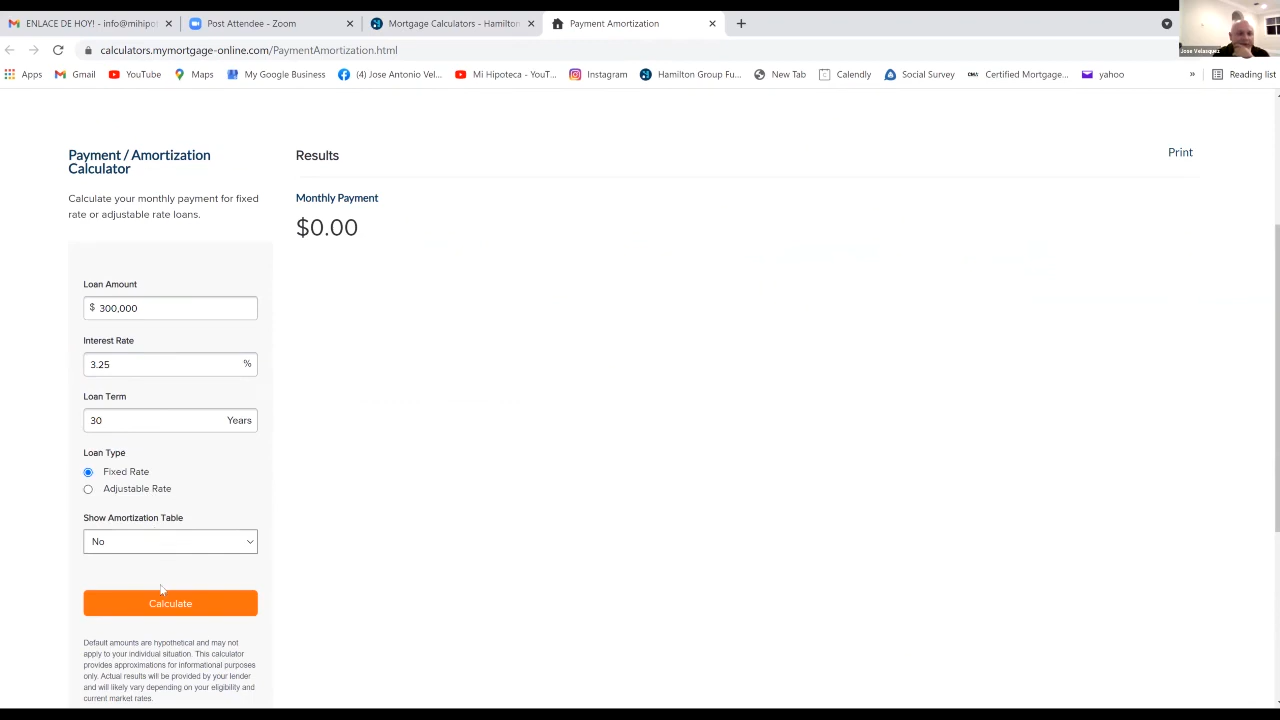 ENLACE DE HOY! - info@mihipo
Post Attendee - Zoom
Mortgage Calculators - Hamilton
Payment Amortization
calculators.mymortgage-online.com/PaymentAmortization.html
Jose Velasquez
Apps
Gmail
YouTube
Maps
My Google Business
(4) Jose Antonio Vel...
Mi Hipoteca - YouT...
Instagram
Hamilton Group Fu...
New Tab
Calendly
Social Survey
CMA
Certified Mortgage...
yahoo
»
Reading list
Payment / Amortization
Calculator
Calculate your monthly payment for fixed
rate or adjustable rate loans.
Loan Amount
$ 300,000
Interest Rate
3.25 %
Loan Term
30 Years
Loan Type
Fixed Rate
Adjustable Rate
Show Amortization Table
No
Calculate
Default amounts are hypothetical and may not
apply to your individual situation. This calculator
provides approximations for informational purposes
only. Actual results will be provided by your lender
and will likely vary depending on your eligibility and
current market rates.
Results
Print
Monthly Payment
$0.00